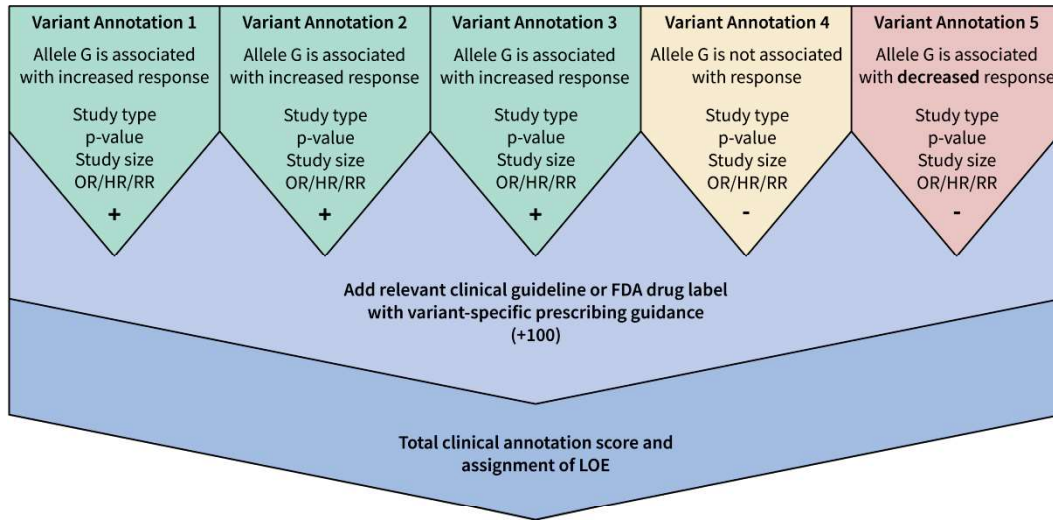 Variant Annotation 1
Allele G is associated
with increased response
Study type
p-value
Study size
OR/HR/RR
+
Variant Annotation 2
Allele G is associated
with increased response
Study type
p-value
Study size
OR/HR/RR
+
Variant Annotation 3
Allele G is associated
with increased response
Study type
p-value
Study size
OR/HR/RR
+
Variant Annotation 4
Allele G is not associated
with response
Study type
p-value
Study size
OR/HR/RR
-
Variant Annotation 5
Allele G is associated
with decreased response
Study type
p-value
Study size
OR/HR/RR
-
Add relevant clinical guideline or FDA drug label
with variant-specific prescribing guidance
(+100)
Total clinical annotation score and
assignment of LOE